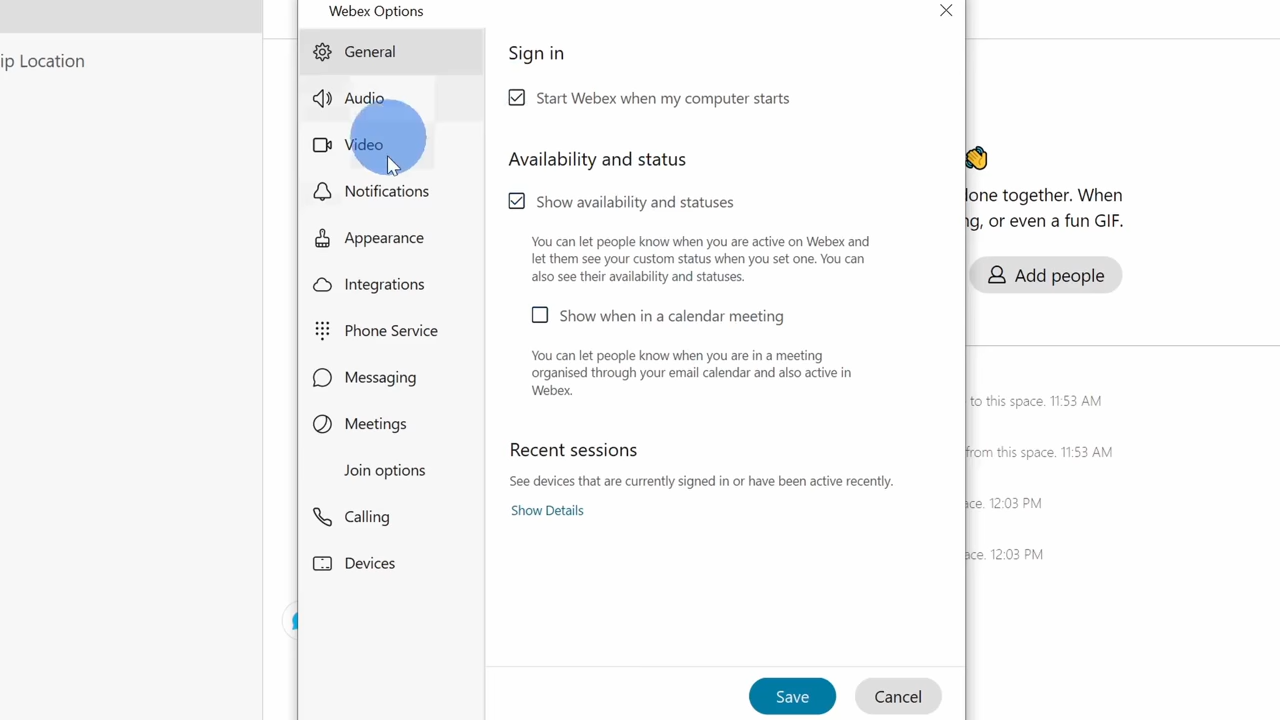 Webex Options
ip Location
General
Audio
Video
Notifications
Appearance
Integrations
Phone Service
Messaging
Meetings
Join options
Calling
Devices
Sign in
Start Webex when my computer starts
Availability and status
Show availability and statuses
You can let people know when you are active on Webex and
let them see your custom status when you set one. You can
also see their availability and statuses.
Show when in a calendar meeting
You can let people know when you are in a meeting
organised through your email calendar and also active in
Webex.
Recent sessions
See devices that are currently signed in or have been active recently.
Show Details
Save
Cancel
lone together. When
ng, or even a fun GIF.
Add people
to this space. 11:53 AM
from this space. 11:53 AM
ace. 12:03 PM
ace. 12:03 PM